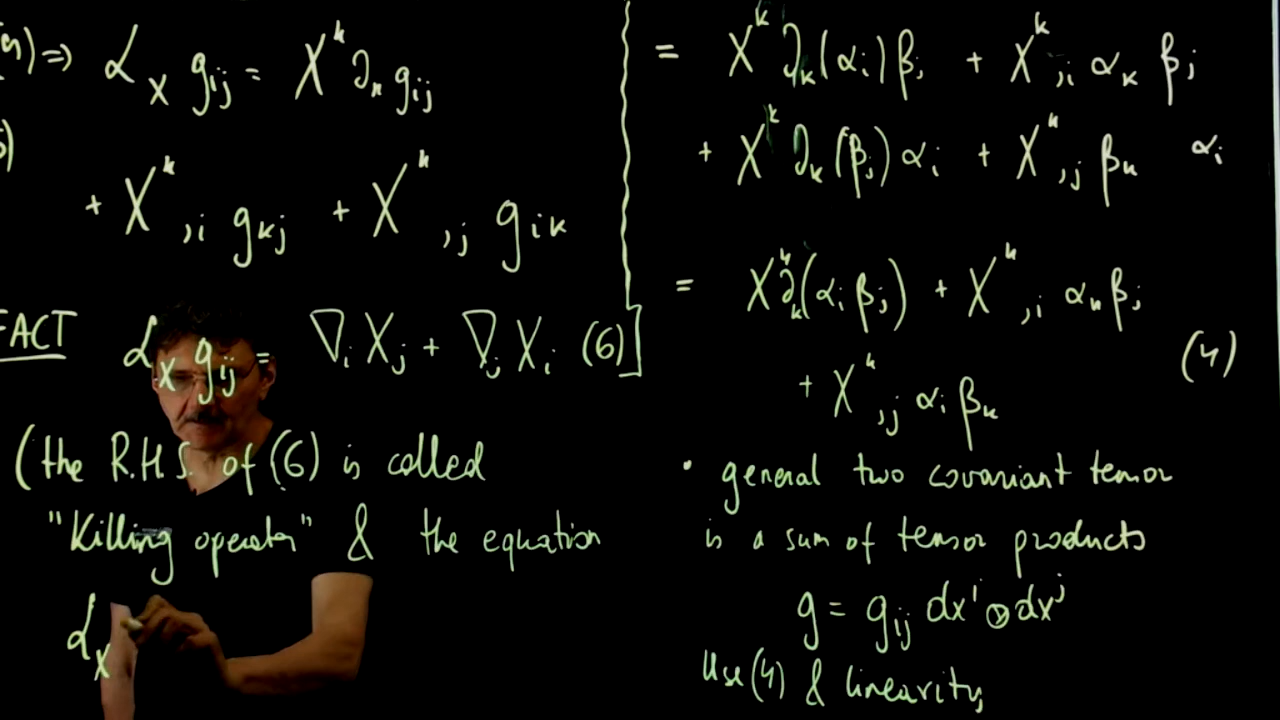 ⇒ ℒ_X g_ij = X^k ∂_k g_ij
+ X^k_,i g_kj + X^k_,j g_ik
FACT ℒ_X g_ij = ∇_i X_j + ∇_j X_i (6)]
(the R.H.S. of (6) is called
"Killing operator" & the equation
ℒ_X
= X^k ∂_k(α_i)β_j + X^k_,i α_k β_j
+ X^k ∂_k(β_j)α_i + X^k_,j β_k α_i
= X^k ∂_k(α_i β_j) + X^k_,i α_k β_j
+ X^k_,j α_i β_k (4)
• general two covariant tensor
is a sum of tensor products
g = g_ij dx^i ⊗ dx^j
Use (4) & linearity,